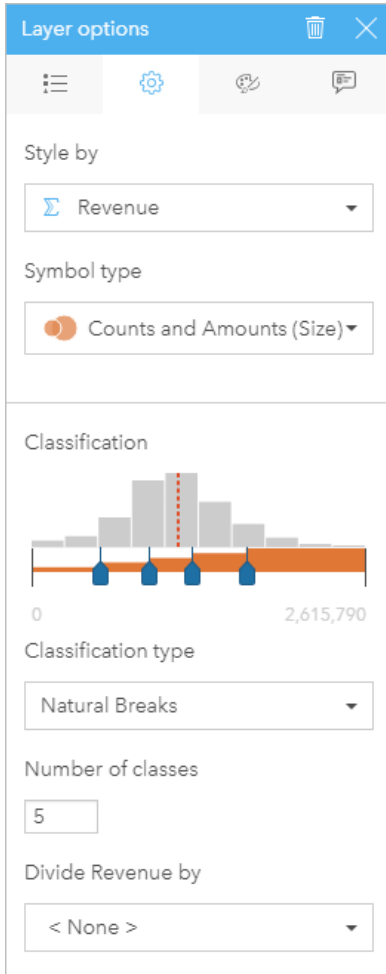 Layer options
Style by
Σ Revenue
Symbol type
Counts and Amounts (Size)
Classification
0 2,615,790
Classification type
Natural Breaks
Number of classes
5
Divide Revenue by
< None >